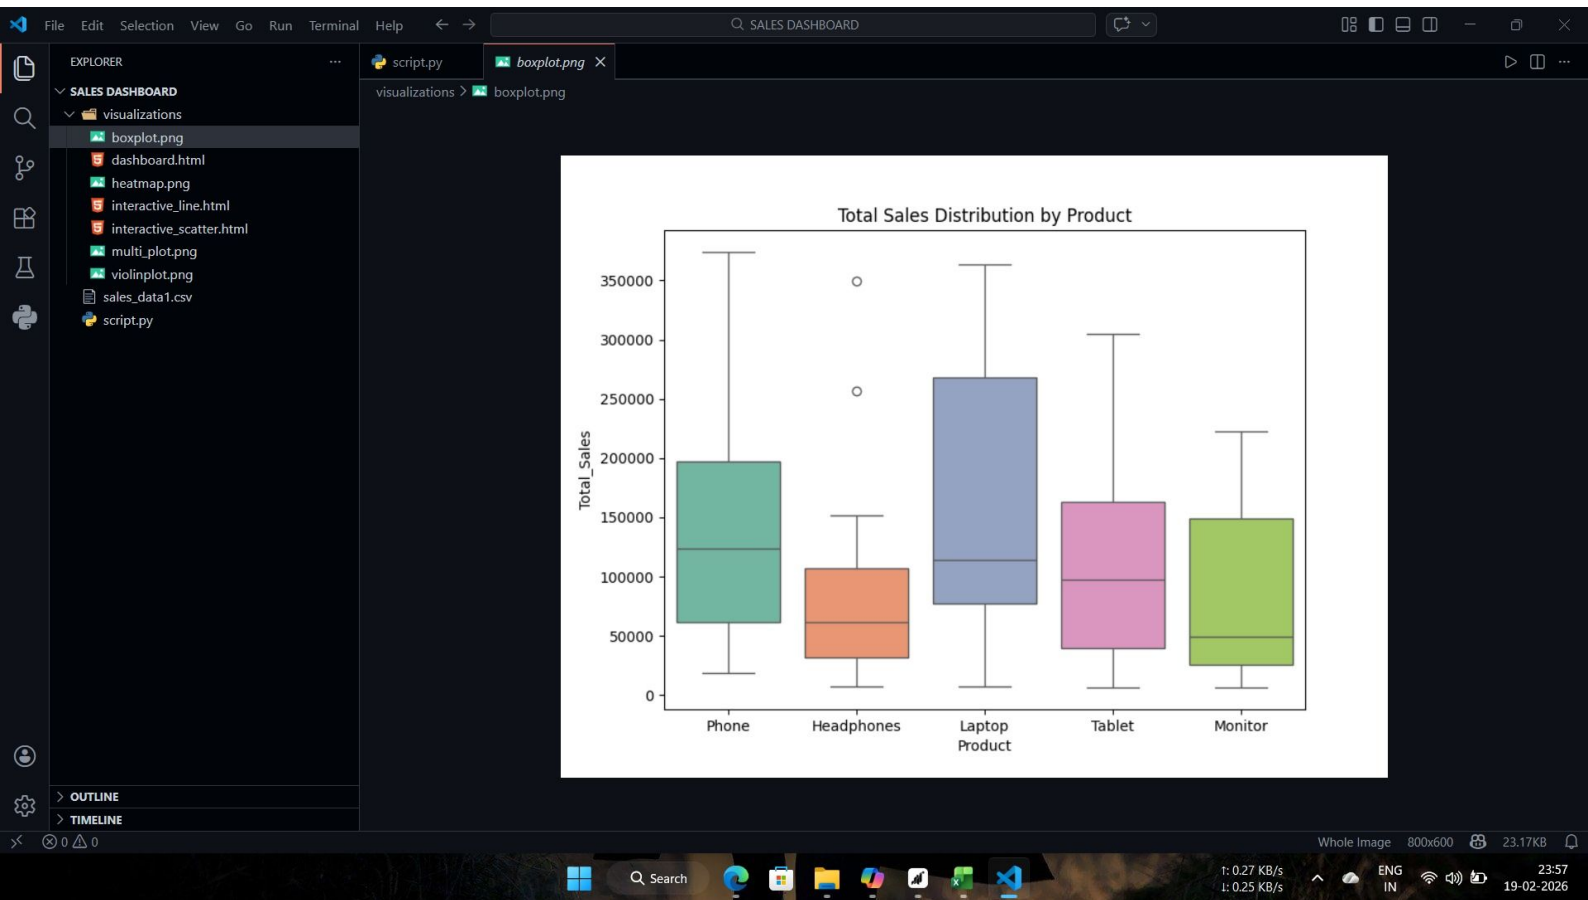 File Edit Selection View Go Run Terminal Help
SALES DASHBOARD
EXPLORER
SALES DASHBOARD
visualizations
boxplot.png
dashboard.html
heatmap.png
interactive_line.html
interactive_scatter.html
multi_plot.png
violinplot.png
sales_data1.csv
script.py
OUTLINE
TIMELINE
script.py
boxplot.png
visualizations > boxplot.png
Total Sales Distribution by Product
Total_Sales
350000
300000
250000
200000
150000
100000
50000
0
Phone Headphones Laptop Tablet Monitor
Product
0 0
Whole Image 800x600 23.17KB
Search
↑: 0.27 KB/s
↓: 0.25 KB/s
ENG
IN
23:57
19-02-2026